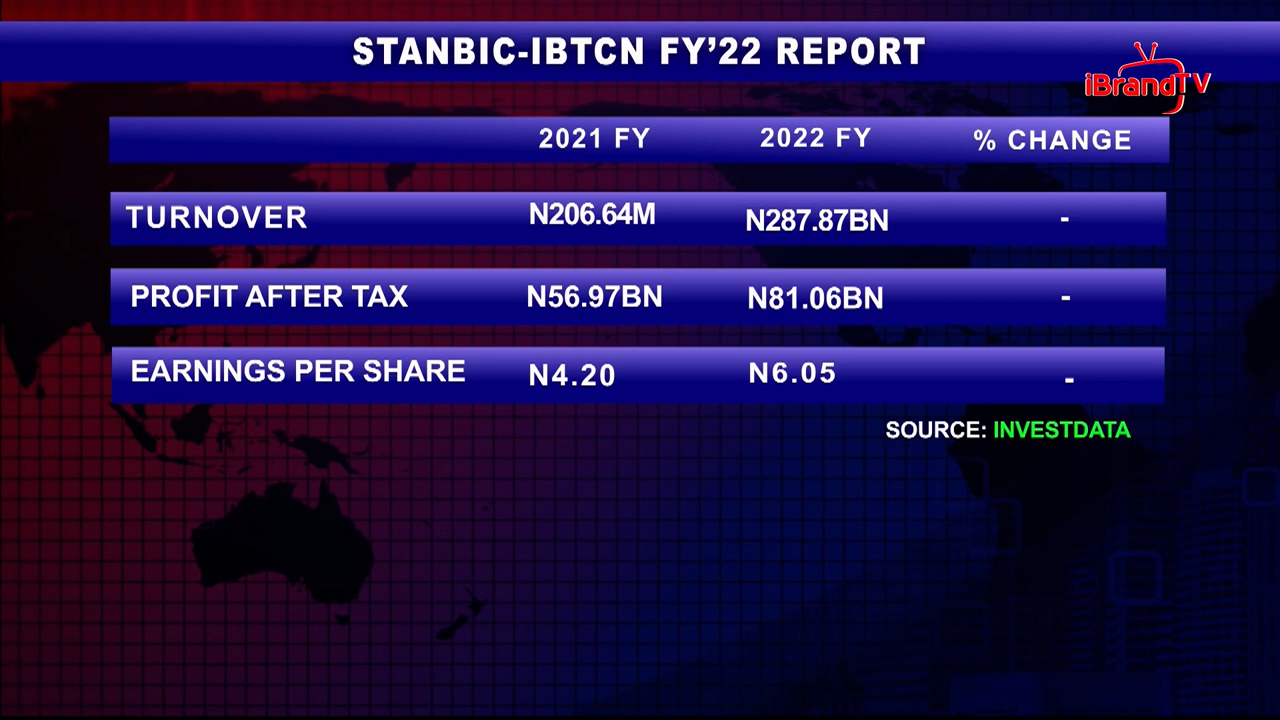 STANBIC-IBTCN FY'22 REPORT
iBrandTV
2021 FY 2022 FY % CHANGE
TURNOVER N206.64M N287.87BN -
PROFIT AFTER TAX N56.97BN N81.06BN -
EARNINGS PER SHARE N4.20 N6.05 -
SOURCE: INVESTDATA